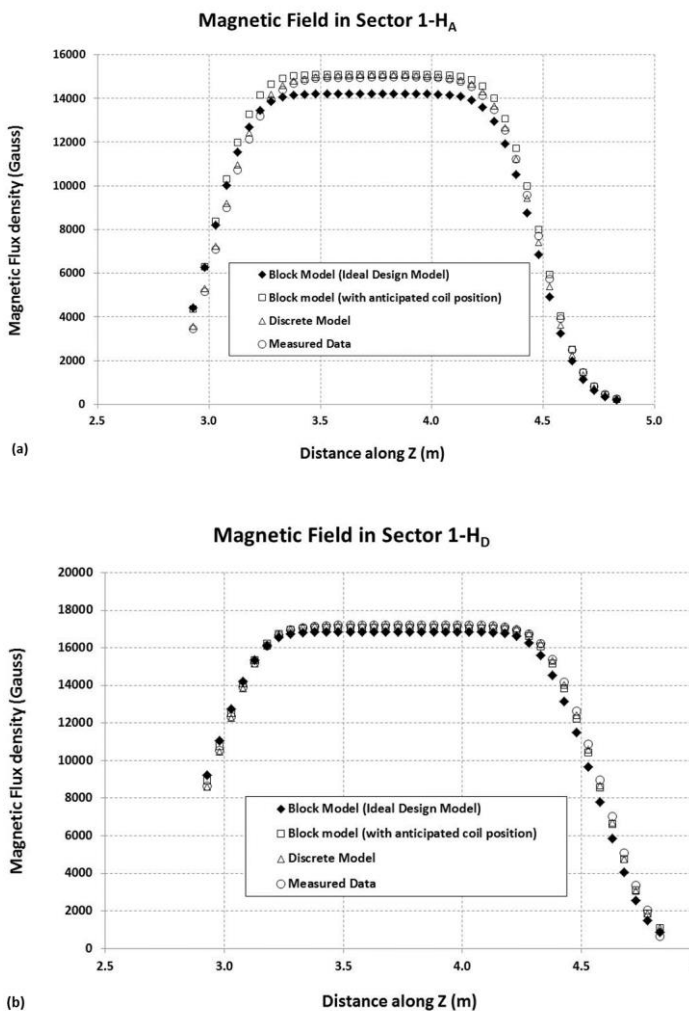 Magnetic Field in Sector 1-HA
Magnetic Flux density (Gauss)
16000
14000
12000
10000
8000
6000
4000
2000
0
Block Model (Ideal Design Model)
Block model (with anticipated coil position)
Discrete Model
Measured Data
2.5 3.0 3.5 4.0 4.5 5.0
(a)
Distance along Z (m)
Magnetic Field in Sector 1-HD
Magnetic Flux density (Gauss)
20000
18000
16000
14000
12000
10000
8000
6000
4000
2000
0
Block Model (Ideal Design Model)
Block model (with anticipated coil position)
Discrete Model
Measured Data
2.5 3.0 3.5 4.0 4.5
(b)
Distance along Z (m)